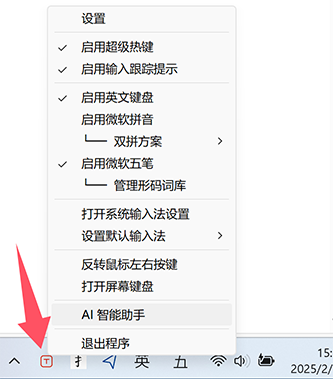 设置
启用超级热键
启用输入跟踪提示
启用英文键盘
启用微软拼音
双拼方案
启用微软五笔
管理形码词库
打开系统输入法设置
设置默认输入法
反转鼠标左右按键
打开屏幕键盘
AI 智能助手
退出程序
T 扌 英 五 15:
2025/2/